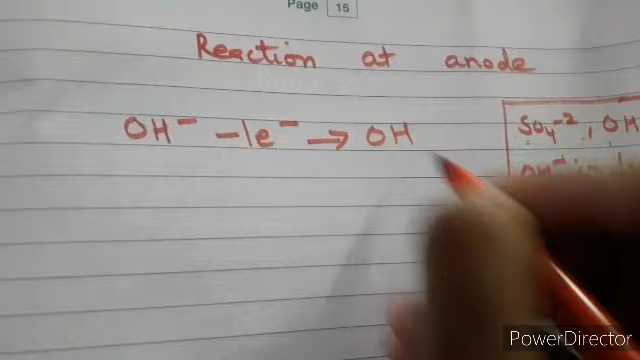 Page 15
Reaction at anode
OH⁻ – 1e⁻ → OH
SO₄⁻², OH
PowerDirector